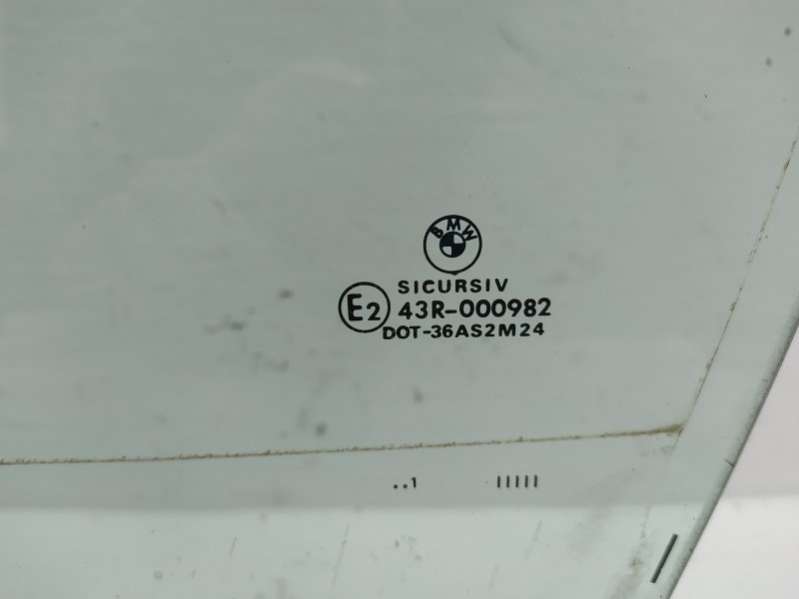 BMW
SICURSIV
E2 43R-000982
DOT-36AS2M24
..1 IIIII